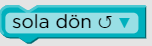 sola dön ↺ ▼